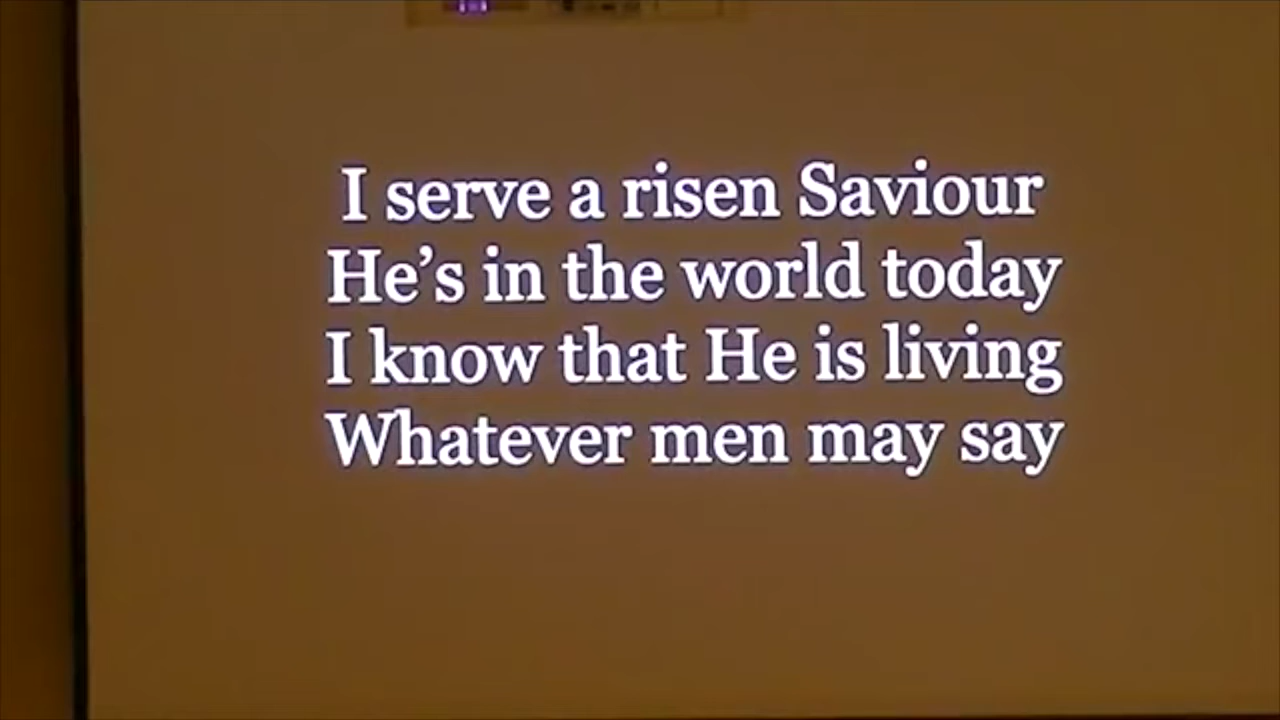 I serve a risen Saviour
He’s in the world today
I know that He is living
Whatever men may say